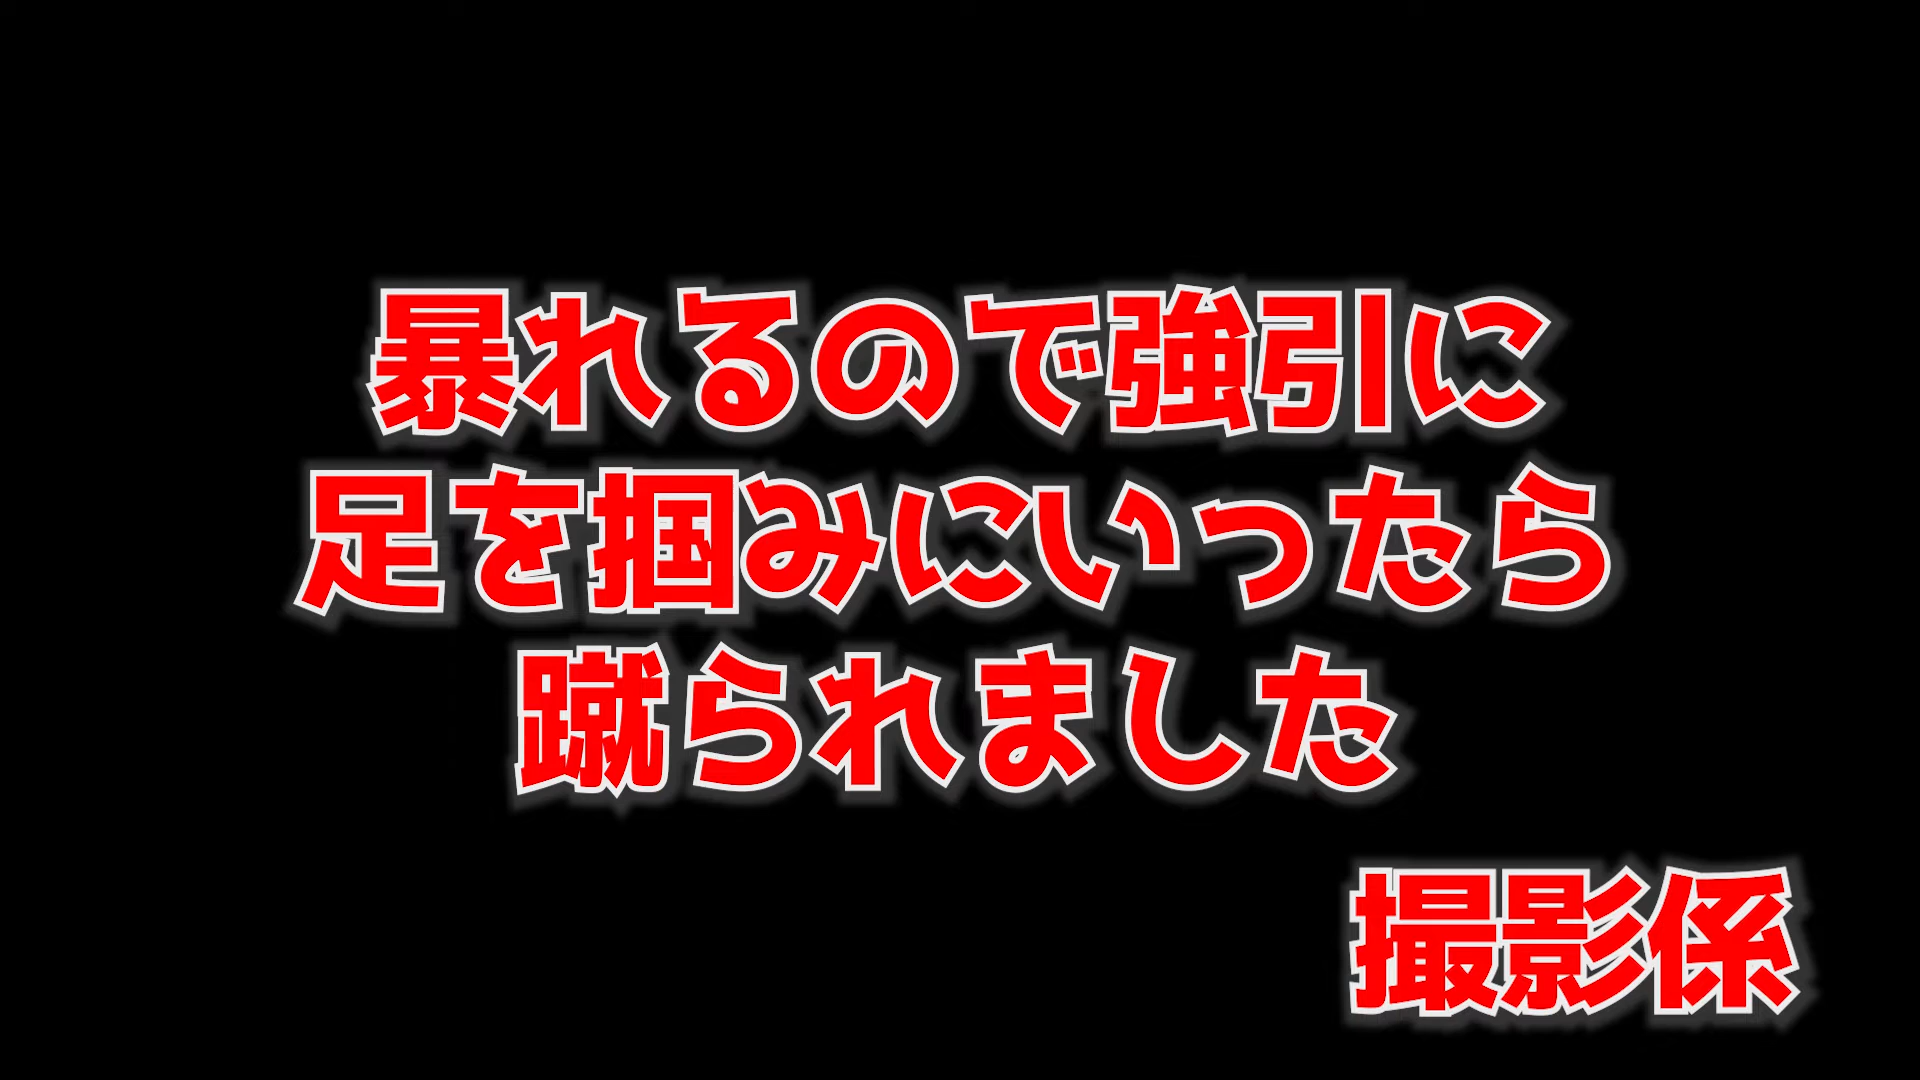 暴れるので強引に
足を掴みにいったら
蹴られました
撮影係